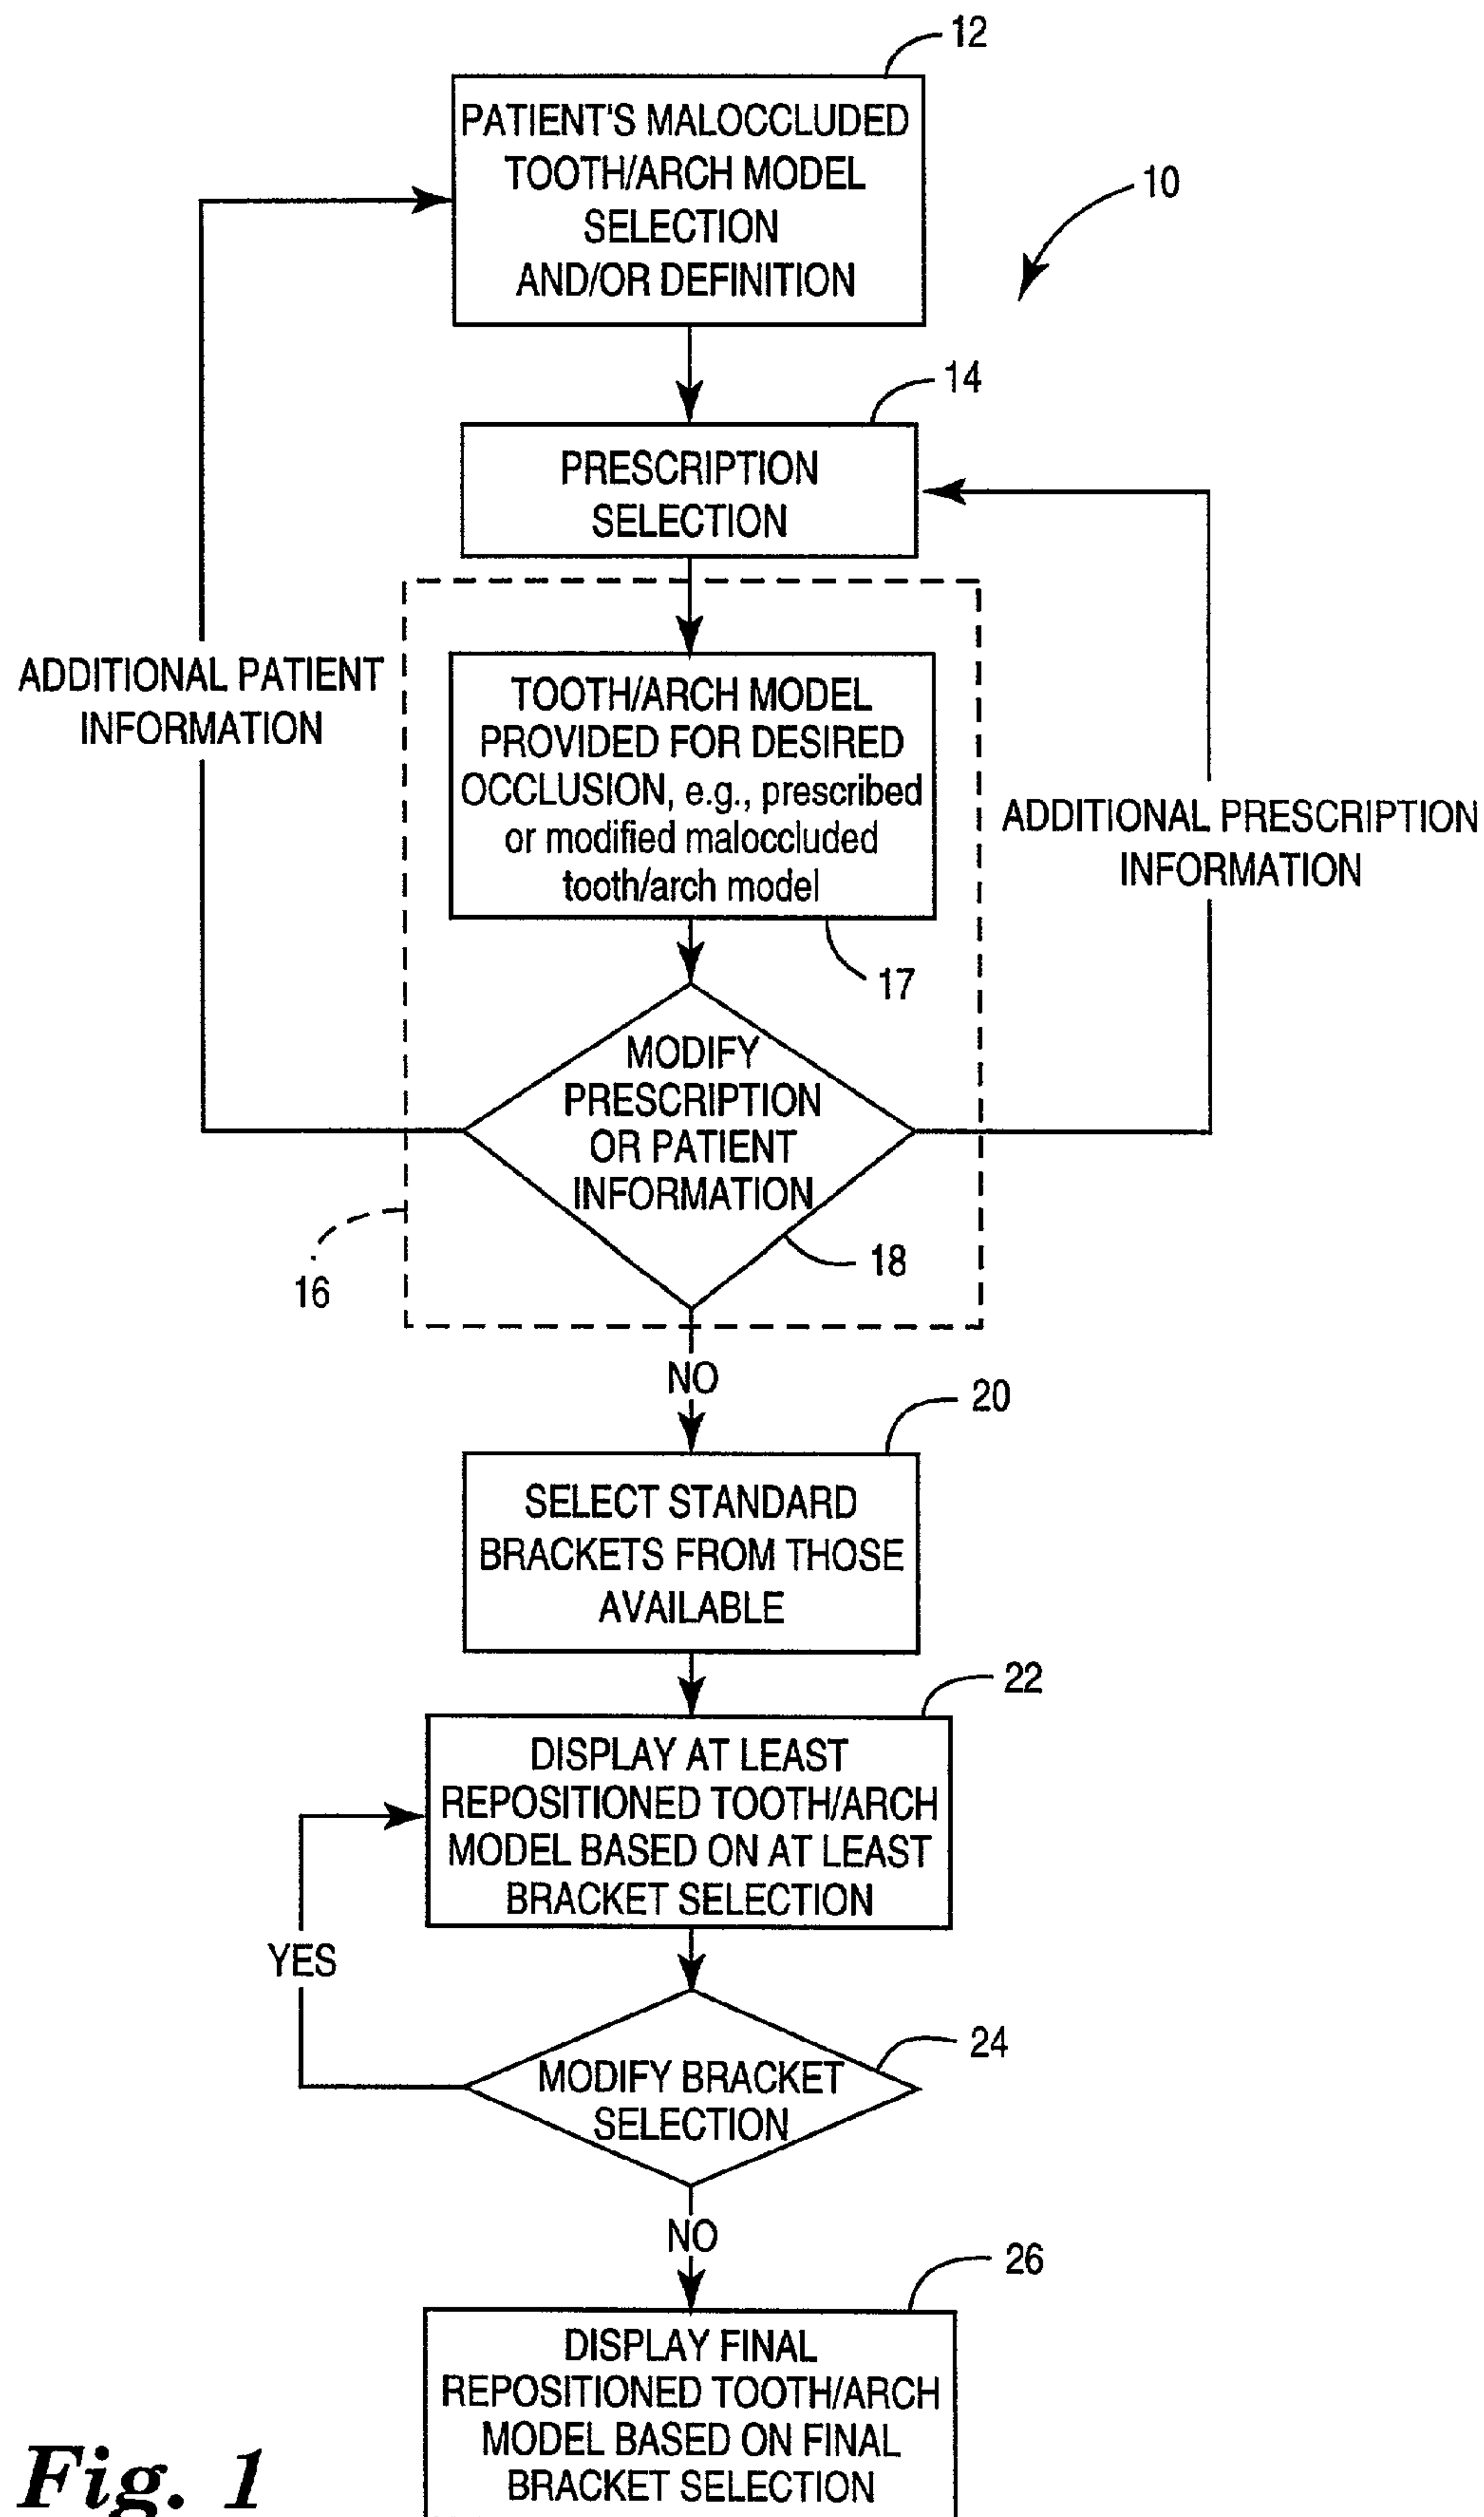 12
PATIENT'S MALOCCLUDED
TOOTH/ARCH MODEL
SELECTION
AND/OR DEFINITION
10
14
PRESCRIPTION
SELECTION
ADDITIONAL PATIENT
INFORMATION
TOOTH/ARCH MODEL
PROVIDED FOR DESIRED
OCCLUSION, e.g., prescribed
or modified maloccluded
tooth/arch model
ADDITIONAL PRESCRIPTION
INFORMATION
17
MODIFY
PRESCRIPTION
OR PATIENT
INFORMATION
16
18
NO
20
SELECT STANDARD
BRACKETS FROM THOSE
AVAILABLE
22
DISPLAY AT LEAST
REPOSITIONED TOOTH/ARCH
MODEL BASED ON AT LEAST
BRACKET SELECTION
YES
24
MODIFY BRACKET
SELECTION
NO
26
DISPLAY FINAL
REPOSITIONED TOOTH/ARCH
MODEL BASED ON FINAL
BRACKET SELECTION
Fig. 1